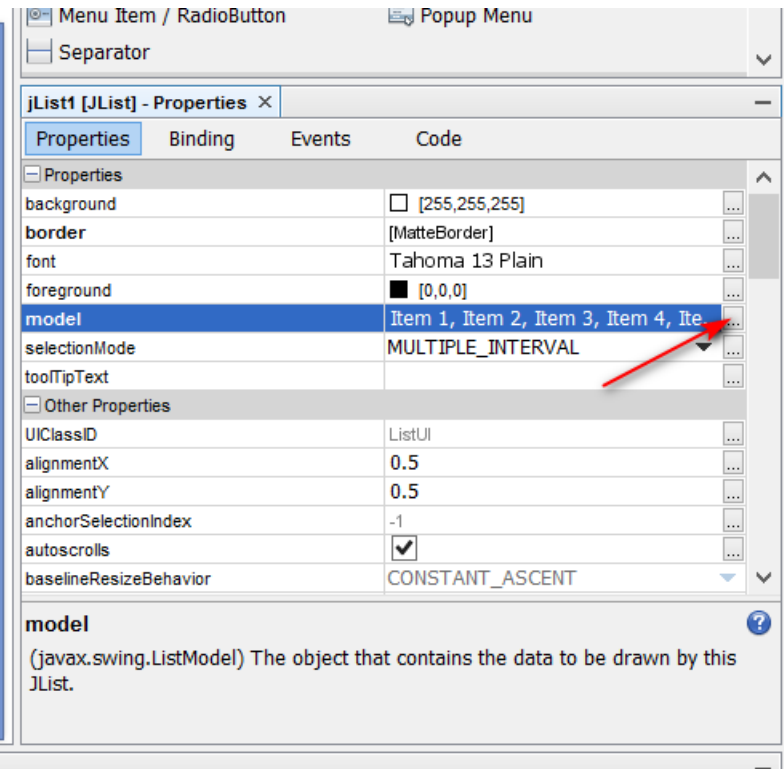 Menu Item / RadioButton Popup Menu
Separator
jList1 [JList] - Properties ×
Properties Binding Events Code
Properties
background [255,255,255] ...
border [MatteBorder] ...
font Tahoma 13 Plain ...
foreground [0,0,0] ...
model Item 1, Item 2, Item 3, Item 4, Ite... ...
selectionMode MULTIPLE_INTERVAL ...
toolTipText ...
Other Properties
UIClassID ListUI ...
alignmentX 0.5 ...
alignmentY 0.5 ...
anchorSelectionIndex -1 ...
autoscrolls ...
baselineResizeBehavior CONSTANT_ASCENT
model ?
(javax.swing.ListModel) The object that contains the data to be drawn by this
JList.